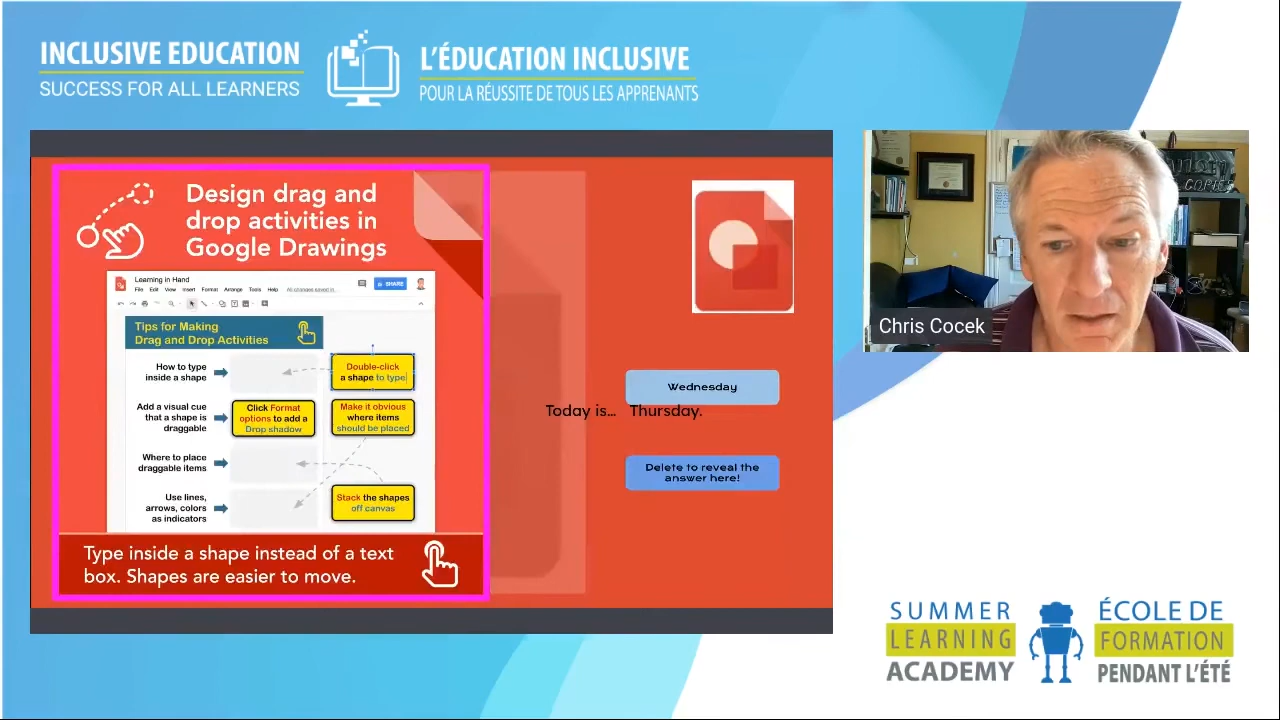 INCLUSIVE EDUCATION
SUCCESS FOR ALL LEARNERS
L'ÉDUCATION INCLUSIVE
POUR LA RÉUSSITE DE TOUS LES APPRENANTS
Design drag and
drop activities in
Google Drawings
Learning in Hand
File Edit View Insert Format Arrange Tools Help All changes saved in...
SHARE
Tips for Making
Drag and Drop Activities
How to type
inside a shape
Double-click
a shape to type
Add a visual cue
that a shape is
draggable
Click Format
options to add a
Drop shadow
Make it obvious
where items
should be placed
Where to place
draggable items
Use lines,
arrows, colors
as indicators
Stack the shapes
off canvas
Type inside a shape instead of a text
box. Shapes are easier to move.
Wednesday
Today is... Thursday.
Delete to reveal the
answer here!
COPIES
Chris Cocek
SUMMER
LEARNING
ACADEMY
ÉCOLE DE
FORMATION
PENDANT L'ÉTÉ